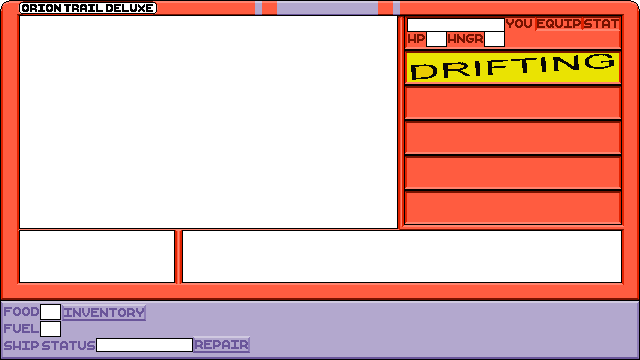 ORION TRAIL DELUXE
YOU EQUIP STAT
HP HNGR
DRIFTING
FOOD INVENTORY
FUEL
SHIP STATUS REPAIR